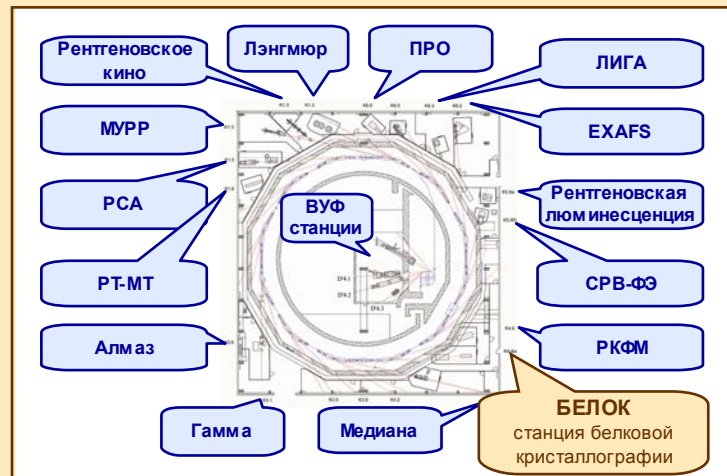 Рентгеновское
кино
Лэнгмюр
ПРО
ЛИГА
МУРР
EXAFS
РСА
ВУФ
станции
Рентгеновская
люминесценция
РТ-МТ
СРВ-ФЭ
Алмаз
РКФМ
Гамма
Медиана
БЕЛОК
станция белковой
кристаллографии